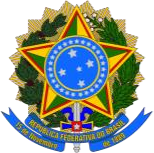 REPÚBLICA FEDERATIVA DO BRASIL
15 de Novembro
de 1889